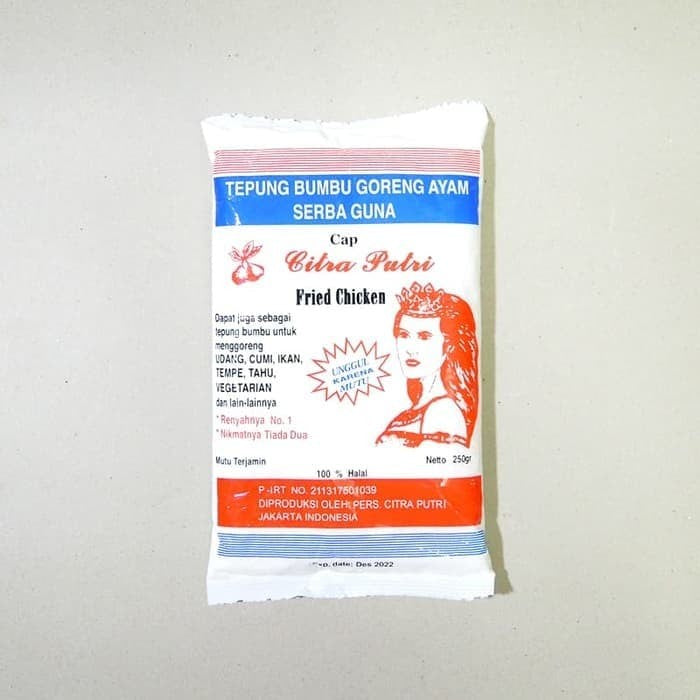 TEPUNG BUMBU GORENG AYAM
SERBA GUNA
Cap
Citra Putri
Fried Chicken
Dapat juga sebagai
tepung bumbu untuk
menggoreng
UDANG, CUMI, IKAN,
TEMPE, TAHU,
VEGETARIAN
dan lain-lainnya
* Renyahnya No. 1
* Nikmatnya Tiada Dua
UNGGUL
KARENA
MUTU
Mutu Terjamin
Netto 250gr
100 % Halal
P-IRT NO. 211317501039
DIPRODUKSI OLEH: PERS. CITRA PUTRI
JAKARTA INDONESIA
Exp. date: Des 2022